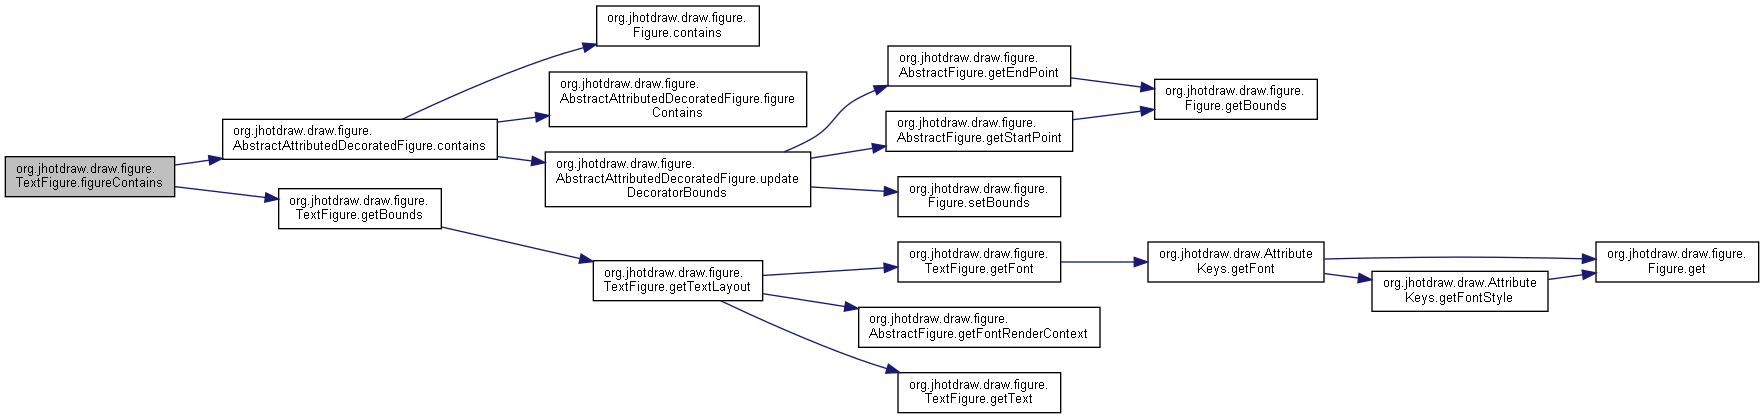 org.jhotdraw.draw.figure.
TextFigure.figureContains
org.jhotdraw.draw.figure.
AbstractAttributedDecoratedFigure.contains
org.jhotdraw.draw.figure.
TextFigure.getBounds
org.jhotdraw.draw.figure.
Figure.contains
org.jhotdraw.draw.figure.
AbstractAttributedDecoratedFigure.figure
Contains
org.jhotdraw.draw.figure.
AbstractAttributedDecoratedFigure.update
DecoratorBounds
org.jhotdraw.draw.figure.
TextFigure.getTextLayout
org.jhotdraw.draw.figure.
AbstractFigure.getEndPoint
org.jhotdraw.draw.figure.
AbstractFigure.getStartPoint
org.jhotdraw.draw.figure.
Figure.setBounds
org.jhotdraw.draw.figure.
TextFigure.getFont
org.jhotdraw.draw.figure.
AbstractFigure.getFontRenderContext
org.jhotdraw.draw.figure.
TextFigure.getText
org.jhotdraw.draw.figure.
Figure.getBounds
org.jhotdraw.draw.Attribute
Keys.getFont
org.jhotdraw.draw.Attribute
Keys.getFontStyle
org.jhotdraw.draw.figure.
Figure.get